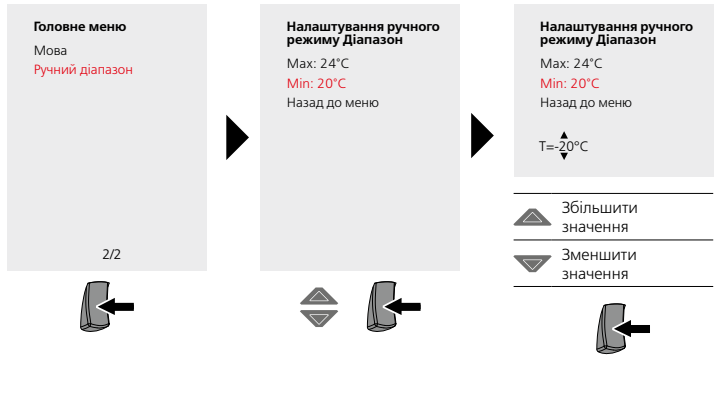 Головне меню
Мова
Ручний діапазон
2/2
Налаштування ручного
режиму Діапазон
Max: 24°C
Min: 20°C
Назад до меню
Налаштування ручного
режиму Діапазон
Max: 24°C
Min: 20°C
Назад до меню
T=-20°C
Збільшити
значення
Зменшити
значення